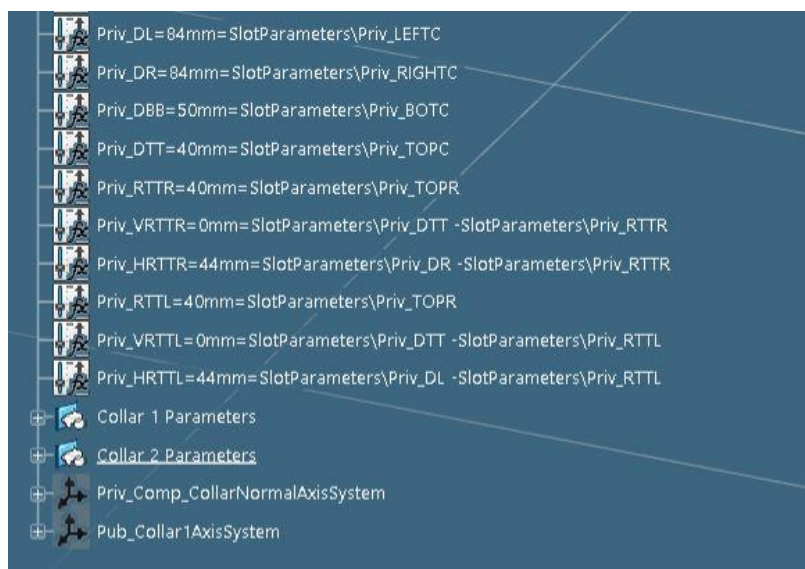 Priv_DL=84mm=SlotParameters\Priv_LEFTC
Priv_DR=84mm=SlotParameters\Priv_RIGHTC
Priv_DBB=50mm=SlotParameters\Priv_BOTC
Priv_DTT=40mm=SlotParameters\Priv_TOPC
Priv_RTTR=40mm=SlotParameters\Priv_TOPR
Priv_VRTTR=0mm=SlotParameters\Priv_DTT -SlotParameters\Priv_RTTR
Priv_HRTTR=44mm=SlotParameters\Priv_DR -SlotParameters\Priv_RTTR
Priv_RTTL=40mm=SlotParameters\Priv_TOPR
Priv_VRTTL=0mm=SlotParameters\Priv_DTT -SlotParameters\Priv_RTTL
Priv_HRTTL=44mm=SlotParameters\Priv_DL -SlotParameters\Priv_RTTL
Collar 1 Parameters
Collar 2 Parameters
Priv_Comp_CollarNormalAxisSystem
Pub_Collar1AxisSystem